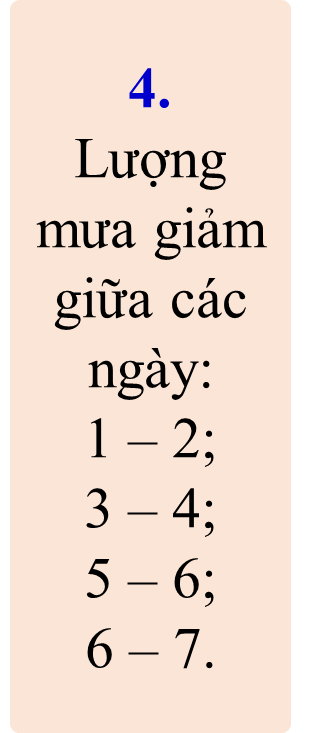 4.
Lượng
mưa giảm
giữa các
ngày:
1 – 2;
3 – 4;
5 – 6;
6 – 7.